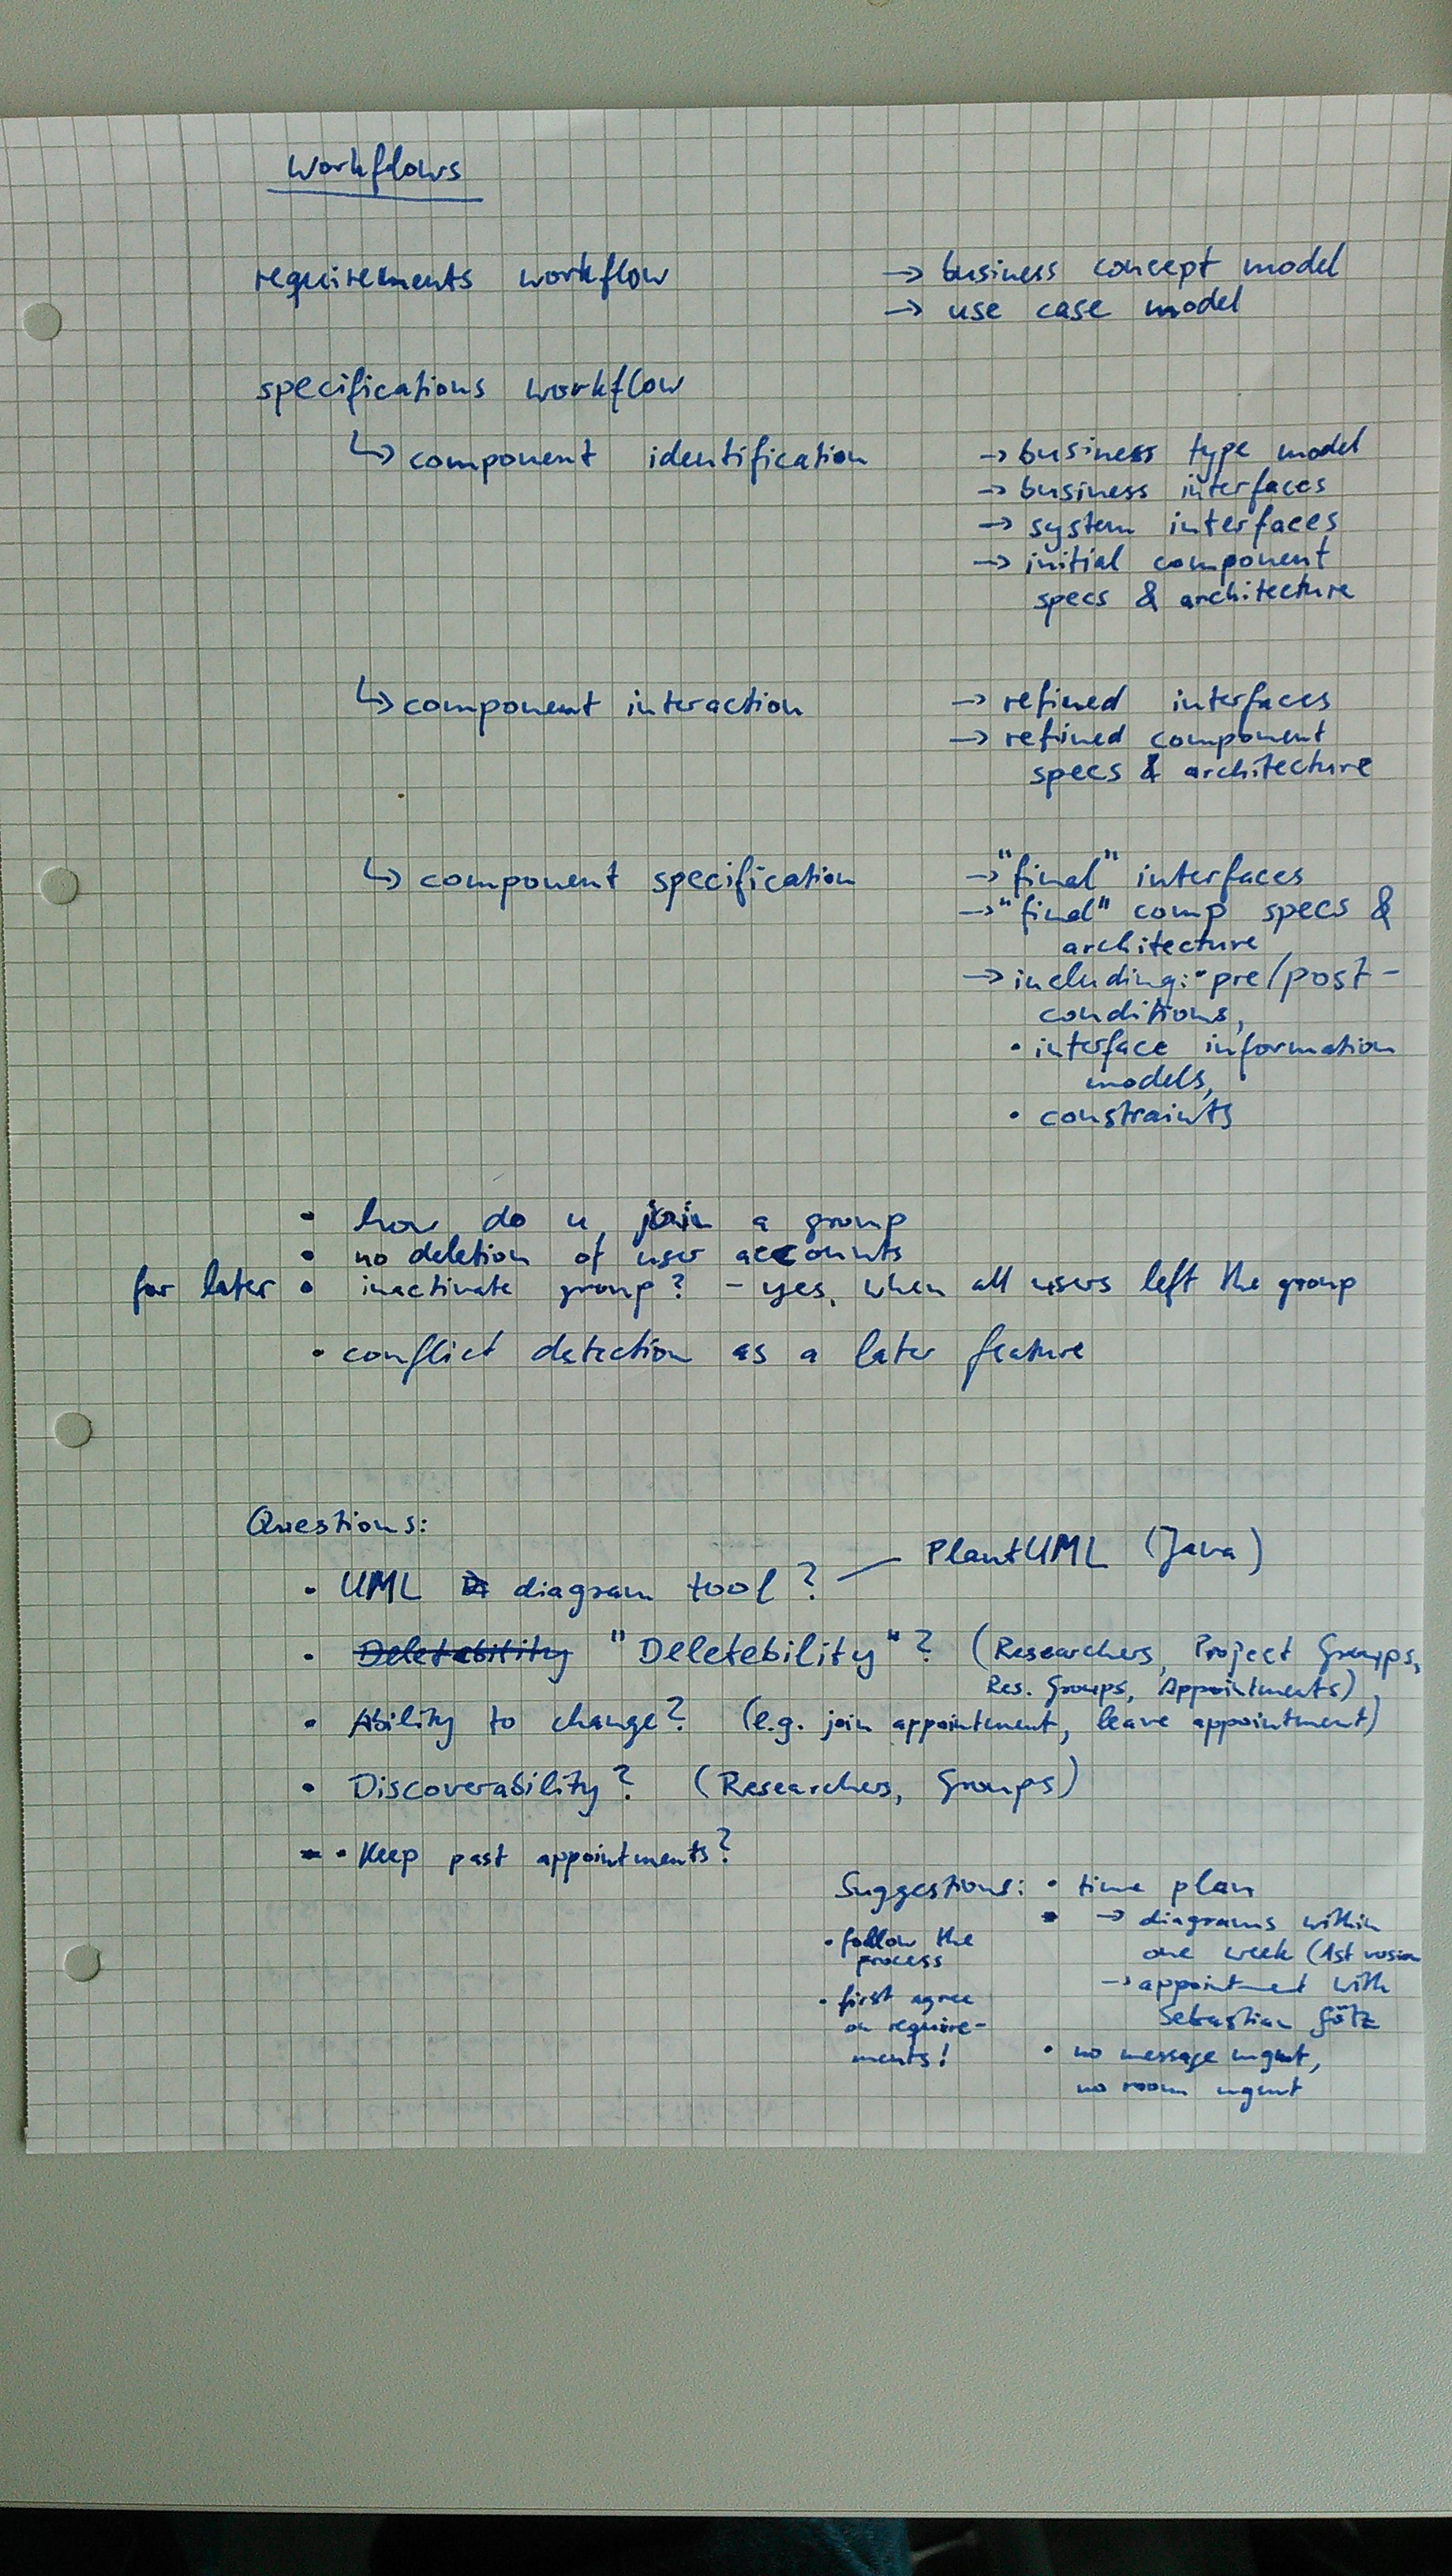 Workflows
requirements workflow → business concept model
→ use case model
specifications workflow
↳ component identification → business type model
→ business interfaces
→ system interfaces
→ initial component
specs & architecture
↳ component interaction → refined interfaces
→ refined component
specs & architecture
↳ component specification → "final" interfaces
→ "final" comp specs &
architecture
→ including: • pre/post-
conditions,
• interface information
models,
• constraints
• how do u join a group
• no deletion of user accounts
for later • inactivate group? - yes, when all users left the group
• conflict detection as a later feature
Questions:
• UML diagram tool? — PlantUML (Java)
• Deletability "Deletebility"? (Researchers, Project Groups,
Res. Groups, Appointments)
• Ability to change? (e.g. join appointment, leave appointment)
• Discoverability? (Researchers, Groups)
• Keep past appointments?
Suggestions: • time plan
→ diagrams within
one week (1st
→ appointment with
Sebastian Götz
• no message mgmt,
no room mgmt
• follow the
process
• first agree
on require-
ments!